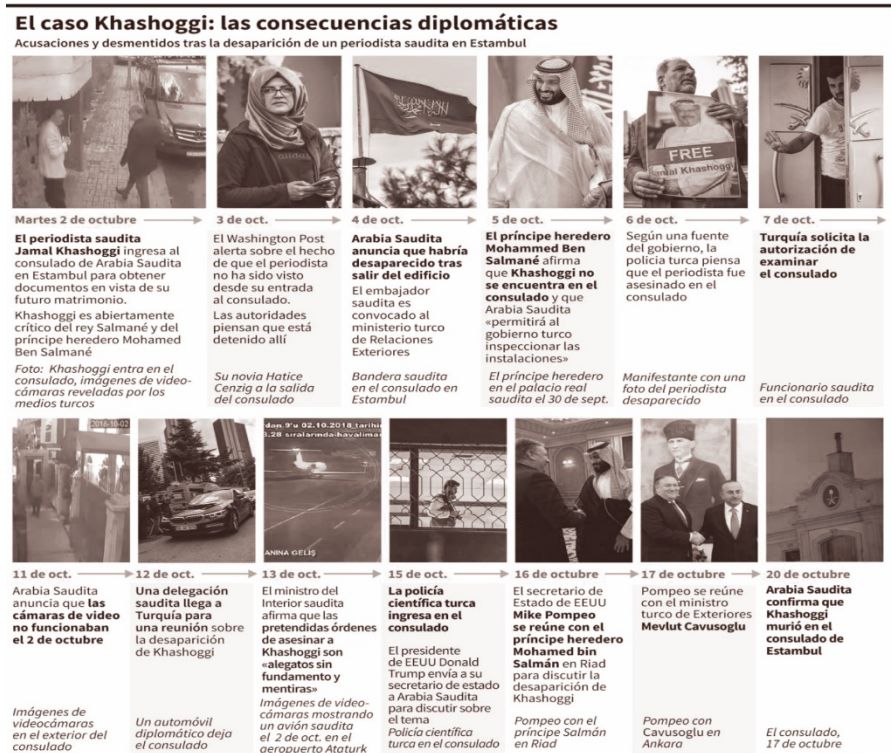 El caso Khashoggi: las consecuencias diplomáticas
Acusaciones y desmentidos tras la desaparición de un periodista saudita en Estambul
FREE
Jamal Khashoggi
Martes 2 de octubre
El periodista saudita
Jamal Khashoggi ingresa al
consulado de Arabia Saudita
en Estambul para obtener
documentos en vista de su
futuro matrimonio.
Khashoggi es abiertamente
crítico del rey Salmané y del
príncipe heredero Mohamed
Ben Salmané
Foto: Khashoggi entra en el
consulado, imágenes de video-
cámaras reveladas por los
medios turcos
3 de oct.
El Washington Post
alerta sobre el hecho
de que el periodista
no ha sido visto
desde su entrada
al consulado.
Las autoridades
piensan que está
detenido allí
Su novia Hatice
Cenzig a la salida
del consulado
4 de oct.
Arabia Saudita
anuncia que habría
desaparecido tras
salir del edificio
El embajador
saudita es
convocado al
ministerio turco
de Relaciones
Exteriores
Bandera saudita
en el consulado en
Estambul
5 de oct.
El príncipe heredero
Mohammed Ben
Salmané afirma
que Khashoggi no
se encuentra en el
consulado y que
Arabia Saudita
«permitirá al
gobierno turco
inspeccionar las
instalaciones»
El príncipe heredero
en el palacio real
saudita el 30 de sept.
6 de oct.
Según una fuente
del gobierno, la
policia turca piensa
que el periodista fue
asesinado en el
consulado
Manifestante con una
foto del periodista
desaparecido
7 de oct.
Turquía solicita la
autorización de
examinar
el consulado
Funcionario saudita
en el consulado
2018-10-02
dan.9'u 02.10.2018 tarihin
.28 sıralarında havaliman
ANINA GELİŞ
11 de oct.
Arabia Saudita
anuncia que las
cámaras de video
no funcionaban
el 2 de octubre
Imágenes de
videocámaras
en el exterior del
consulado
12 de oct.
Una delegación
saudita llega a
Turquía para
una reunión sobre
la desaparición
de Khashoggi
Un automóvil
diplomático deja
el consulado
13 de oct.
El ministro del
Interior saudita
afirma que las
pretendidas órdenes
de asesinar a
Khashoggi son
«alegatos sin
fundamento y
mentiras»
Imágenes de video-
cámaras mostrando
un avión saudita
el 2 de oct. en el
aeropuerto Ataturk
15 de oct.
La policía
científica turca
ingresa en el
consulado
El presidente
de EEUU Donald
Trump envía a su
secretario de estado
a Arabia Saudita
para discutir sobre
el tema
Policía científica
turca en el consulado
16 de octubre
El secretario de
Estado de EEUU
Mike Pompeo
se reúne con el
príncipe heredero
Mohamed bin
Salmán en Riad
para discutir la
desaparición de
Khashoggi
Pompeo con el
príncipe Salmán
en Riad
17 de octubre
Pompeo se reúne
con el ministro
turco de Exteriores
Mevlut Cavusoglu
Pompeo con
Cavusoglu en
Ankara
20 de octubre
Arabia Saudita
confirma que
Khashoggi
murió en el
consulado de
Estambul
El consulado,
17 de octubre